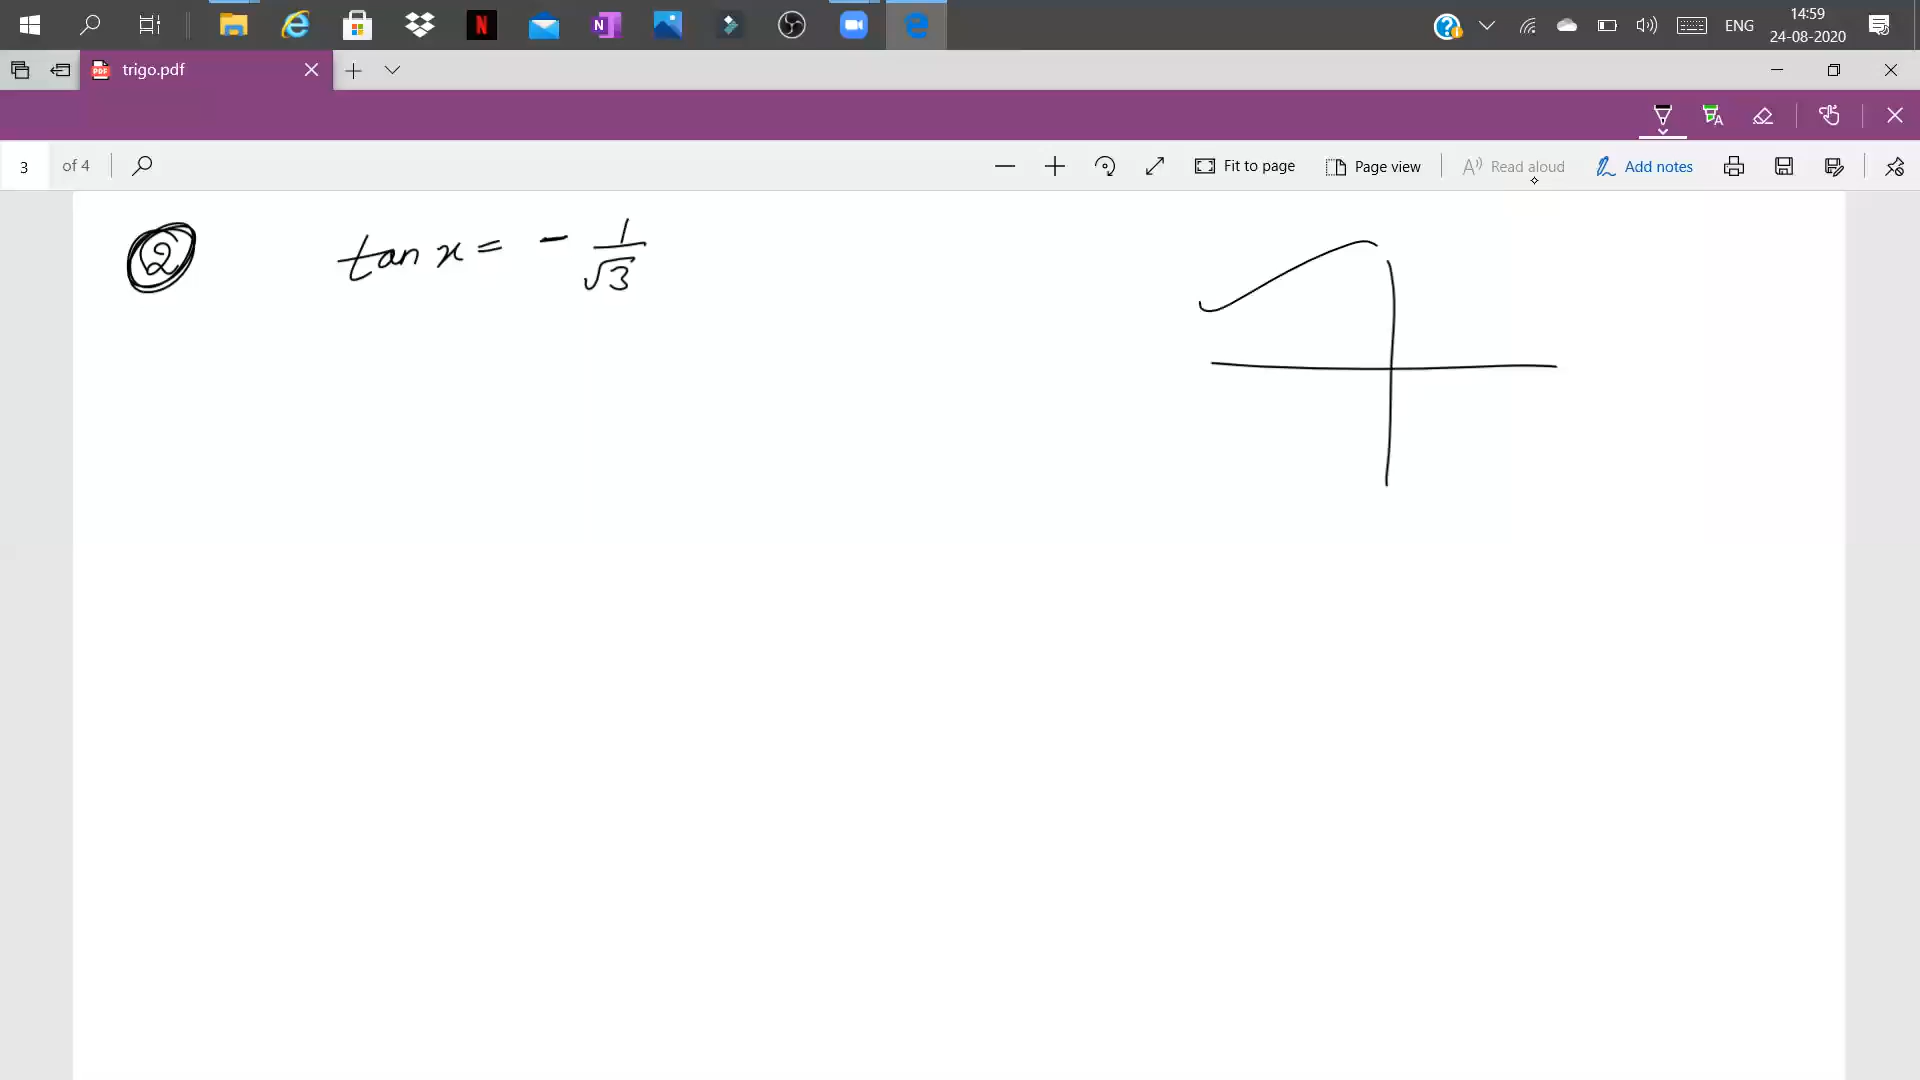 ENG
14:59
24-08-2020
trigo.pdf
3 of 4
Fit to page
Page view
Read aloud
Add notes
② tan x = - 1/√3